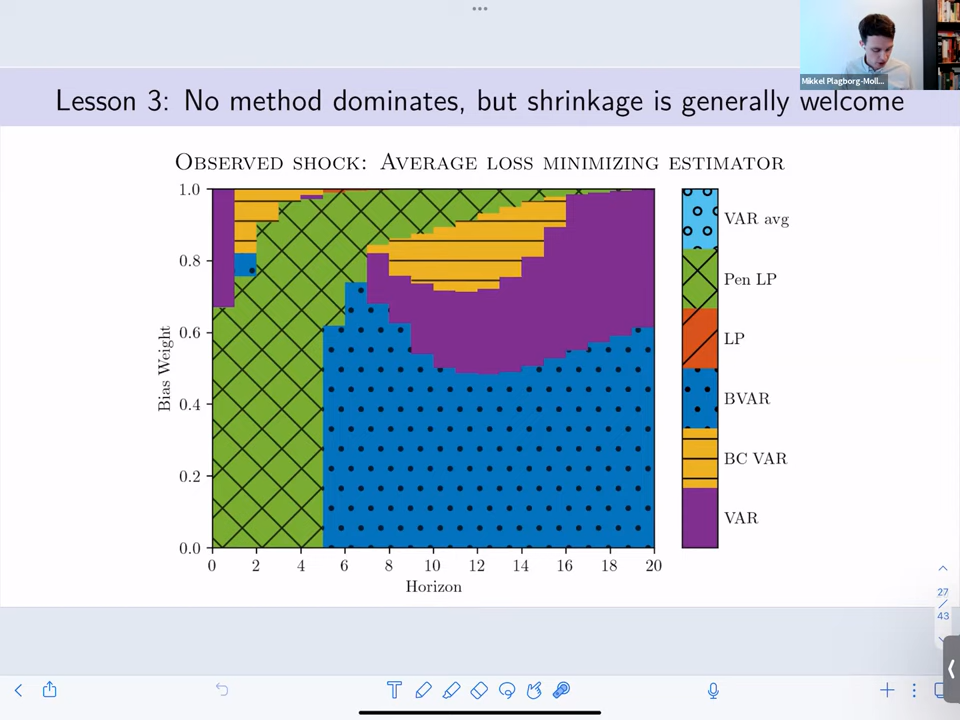 Mikkel Plagborg-Moll...
Lesson 3: No method dominates, but shrinkage is generally welcome
Observed shock: Average loss minimizing estimator
1.0
0.8
0.6
0.4
0.2
0.0
Bias Weight
0 2 4 6 8 10 12 14 16 18 20
Horizon
VAR avg
Pen LP
LP
BVAR
BC VAR
VAR
27
/
43
T